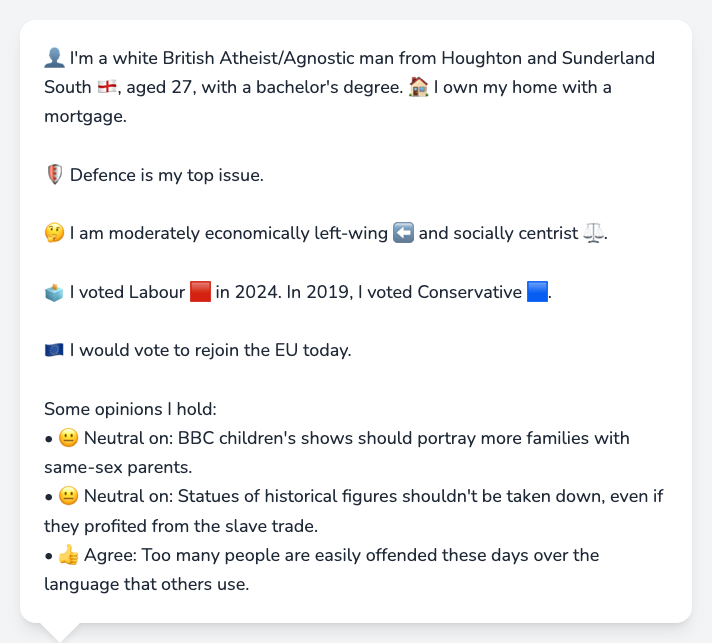 👤 I'm a white British Atheist/Agnostic man from Houghton and Sunderland
South 🏴󠁧󠁢󠁥󠁮󠁧󠁿, aged 27, with a bachelor's degree. 🏠 I own my home with a
mortgage.
🛡️ Defence is my top issue.
🤔 I am moderately economically left-wing ⬅️ and socially centrist ⚖️.
🗳️ I voted Labour 🟥 in 2024. In 2019, I voted Conservative 🟦.
🇪🇺 I would vote to rejoin the EU today.
Some opinions I hold:
• 😐 Neutral on: BBC children's shows should portray more families with
same-sex parents.
• 😐 Neutral on: Statues of historical figures shouldn't be taken down, even if
they profited from the slave trade.
• 👍 Agree: Too many people are easily offended these days over the
language that others use.